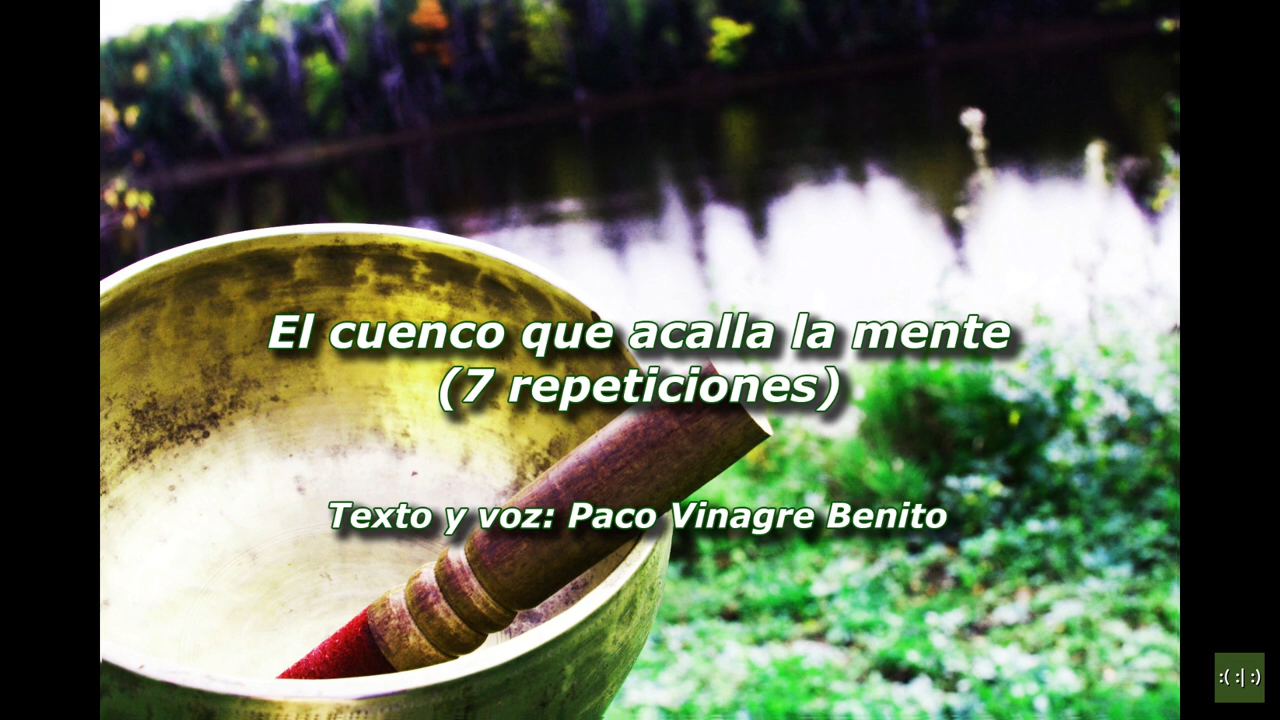 El cuenco que acalla la mente
(7 repeticiones)
Texto y voz: Paco Vinagre Benito
:( :| :)